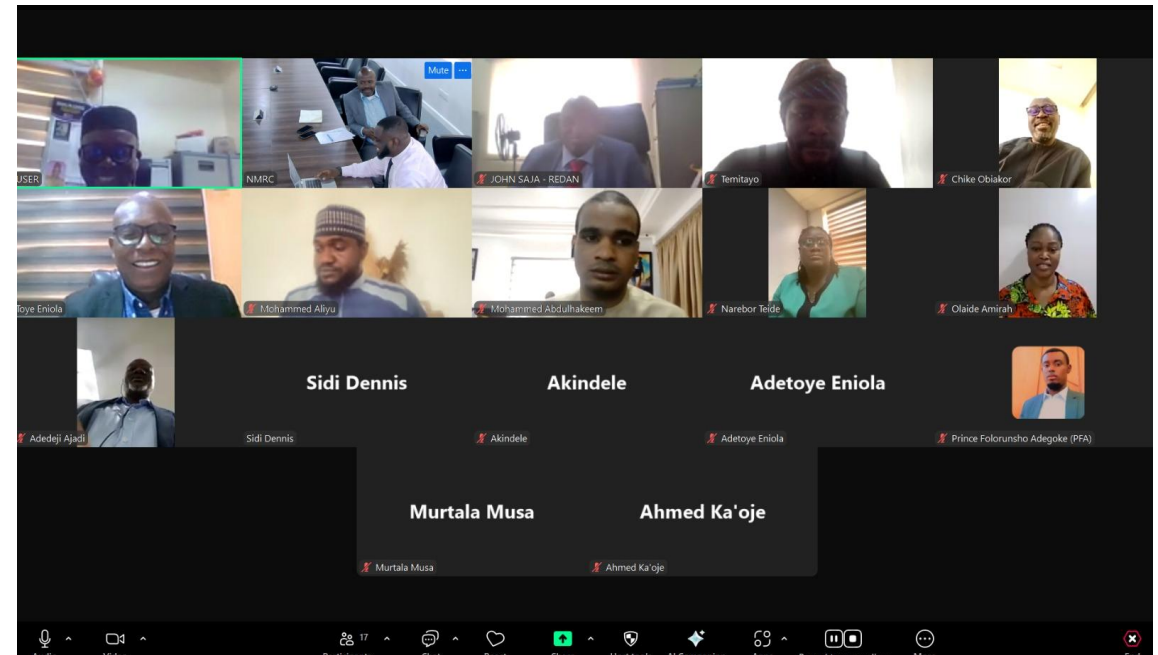 USER
Mute
NMRC
JOHN SAJA - REDAN
Temitayo
Chike Obiakor
Toye Eniola
Mohammed Aliyu
Mohammed Abdulhakeem
Narebor Teide
Olaide Amirah
Adedeji Ajadi
Sidi Dennis
Sidi Dennis
Akindele
Akindele
Adetoye Eniola
Adetoye Eniola
Prince Folorunsho Adegoke (PFA)
Murtala Musa
Murtala Musa
Ahmed Ka'oje
Ahmed Ka'oje
17